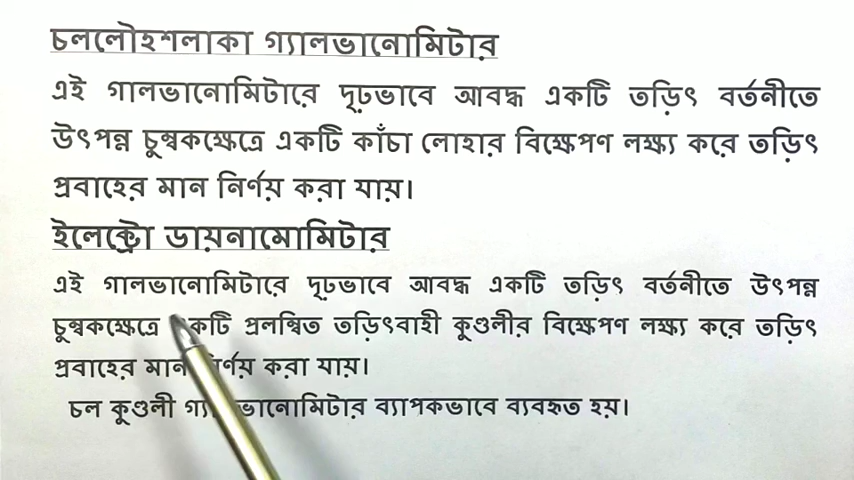 চললৌহশলাকা গ্যালভানোমিটার
এই গালভানোমিটারে দৃঢ়ভাবে আবদ্ধ একটি তড়িৎ বর্তনীতে
উৎপন্ন চুম্বকক্ষেত্রে একটি কাঁচা লোহার বিক্ষেপণ লক্ষ্য করে তড়িৎ
প্রবাহের মান নির্ণয় করা যায়।
ইলেক্ট্রো ডায়নামোমিটার
এই গালভানোমিটারে দৃঢ়ভাবে আবদ্ধ একটি তড়িৎ বর্তনীতে উৎপন্ন
চুম্বকক্ষেত্রে একটি প্রলম্বিত তড়িৎবাহী কুণ্ডলীর বিক্ষেপণ লক্ষ্য করে তড়িৎ
প্রবাহের মান নির্ণয় করা যায়।
চল কুণ্ডলী গ্যালভানোমিটার ব্যাপকভাবে ব্যবহৃত হয়।